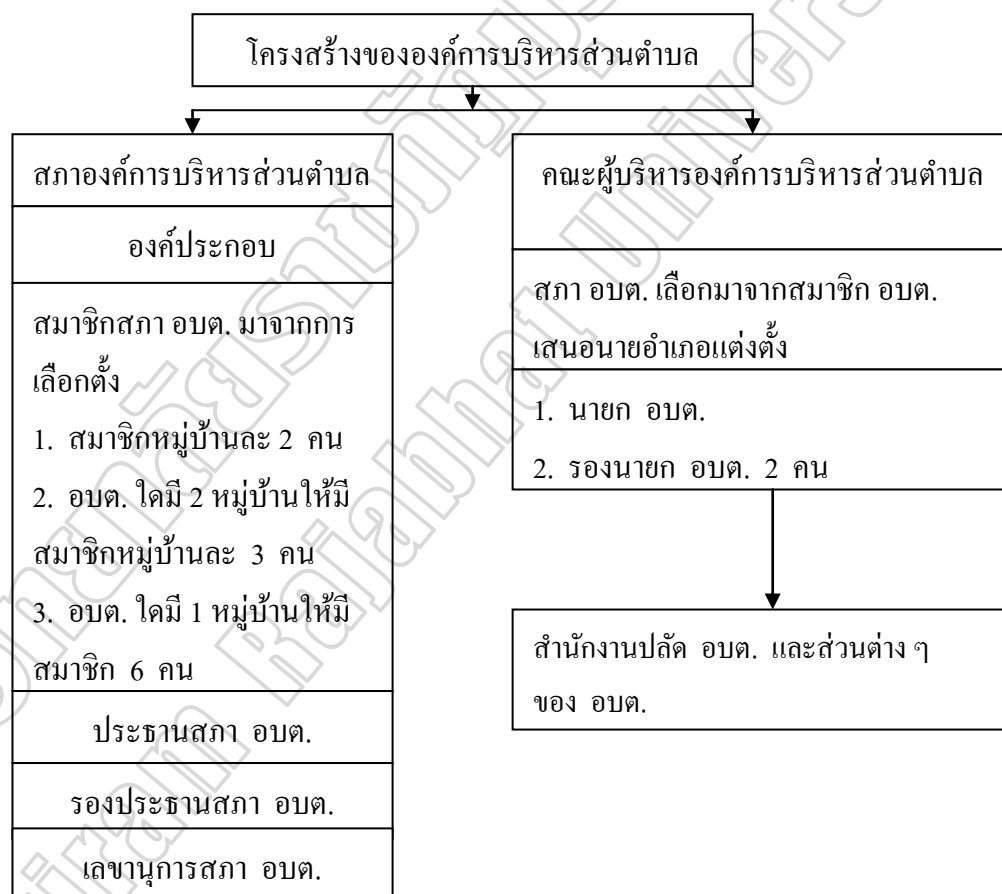 โครงสร้างขององค์การบริหารส่วนตำบล
สภาองค์การบริหารส่วนตำบล
องค์ประกอบ
สมาชิกสภา อบต. มาจากการ
เลือกตั้ง
1. สมาชิกหมู่บ้านละ 2 คน
2. อบต. ใดมี 2 หมู่บ้านให้มี
สมาชิกหมู่บ้านละ 3 คน
3. อบต. ใดมี 1 หมู่บ้านให้มี
สมาชิก 6 คน
ประธานสภา อบต.
รองประธานสภา อบต.
เลขานุการสภา อบต.
คณะผู้บริหารองค์การบริหารส่วนตำบล
สภา อบต. เลือกมาจากสมาชิก อบต.
เสนอนายอำเภอแต่งตั้ง
1. นายก อบต.
2. รองนายก อบต. 2 คน
สำนักงานปลัด อบต. และส่วนต่าง ๆ
ของ อบต.